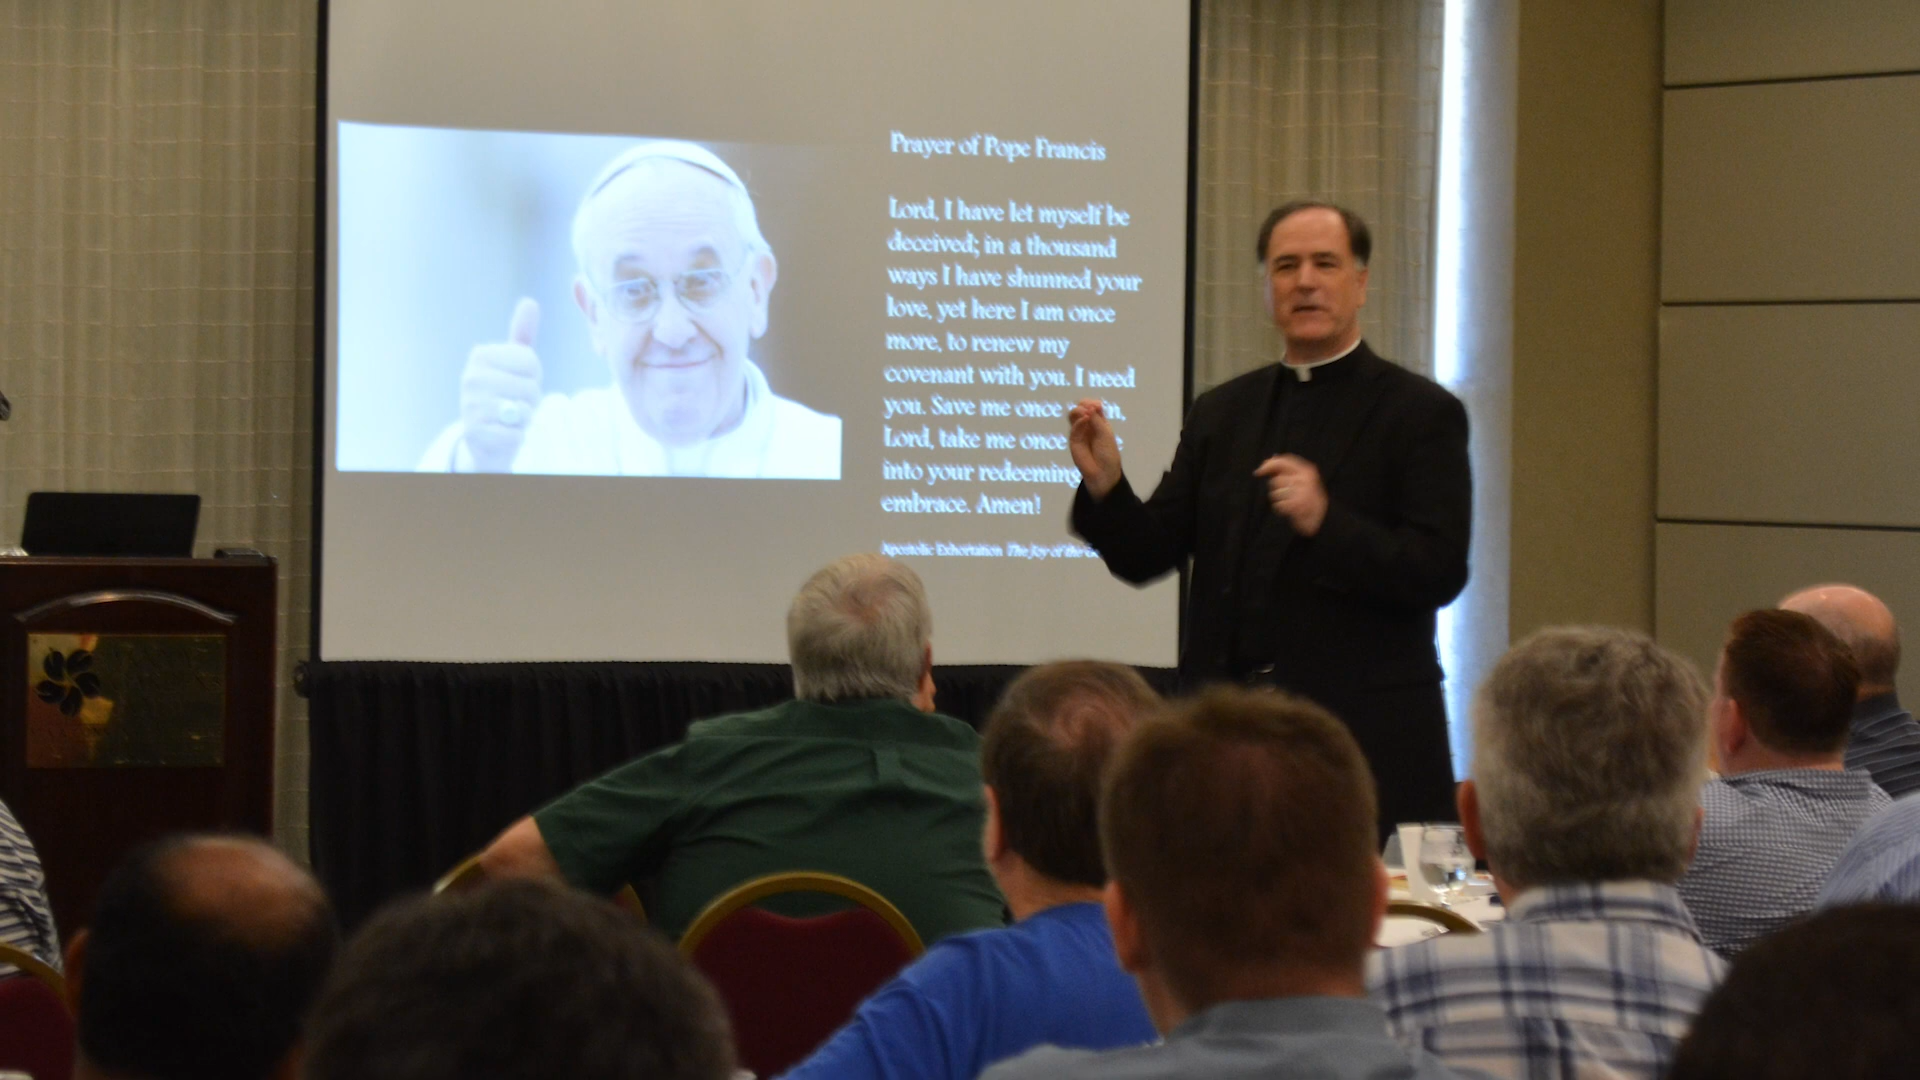 Prayer of Pope Francis
Lord, I have let myself be
deceived; in a thousand
ways I have shunned your
love, yet here I am once
more, to renew my
covenant with you. I need
you. Save me once
Lord, take me once
into your redeeming
embrace. Amen!
Apostolic Exhortation The Joy of the